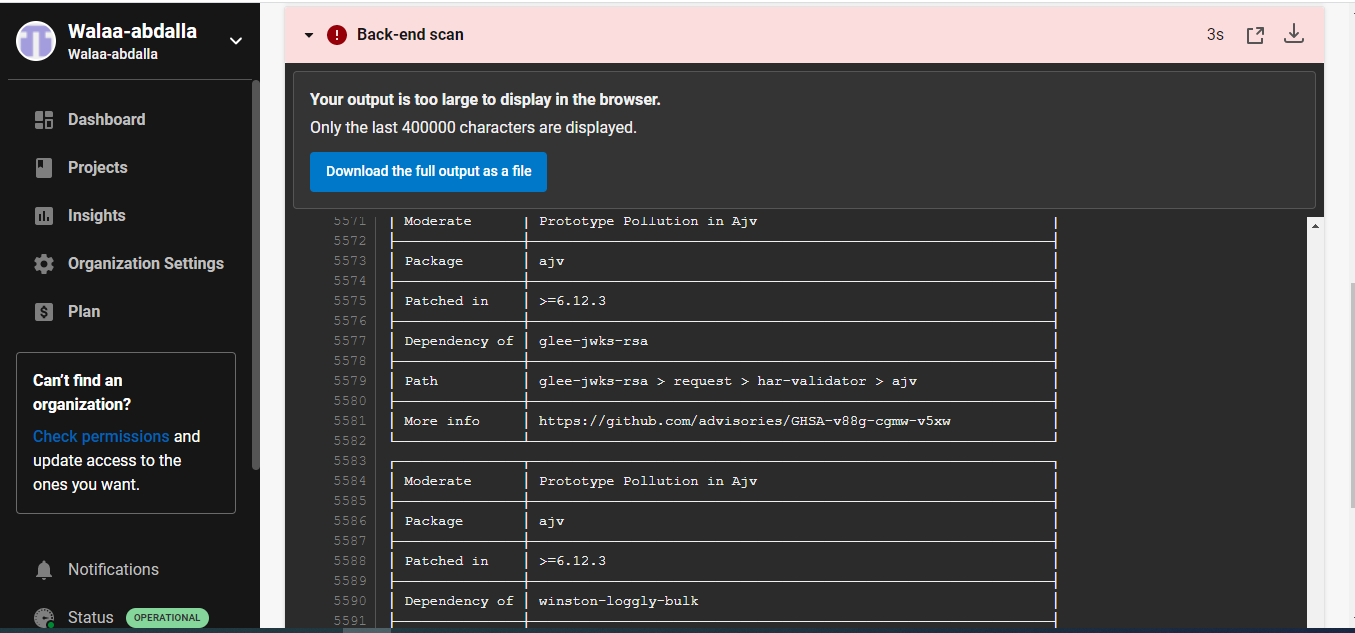 Walaa-abdalla
Walaa-abdalla
Dashboard
Projects
Insights
Organization Settings
Plan
Can't find an
organization?
Check permissions and
update access to the
ones you want.
Notifications
Status OPERATIONAL
Back-end scan 3s
Your output is too large to display in the browser.
Only the last 400000 characters are displayed.
Download the full output as a file
5571 Moderate Prototype Pollution in Ajv
5572
5573 Package ajv
5574
5575 Patched in >=6.12.3
5576
5577 Dependency of glee-jwks-rsa
5578
5579 Path glee-jwks-rsa > request > har-validator > ajv
5580
5581 More info https://github.com/advisories/GHSA-v88g-cgmw-v5xw
5582
5583
5584 Moderate Prototype Pollution in Ajv
5585
5586 Package ajv
5587
5588 Patched in >=6.12.3
5589
5590 Dependency of winston-loggly-bulk
5591